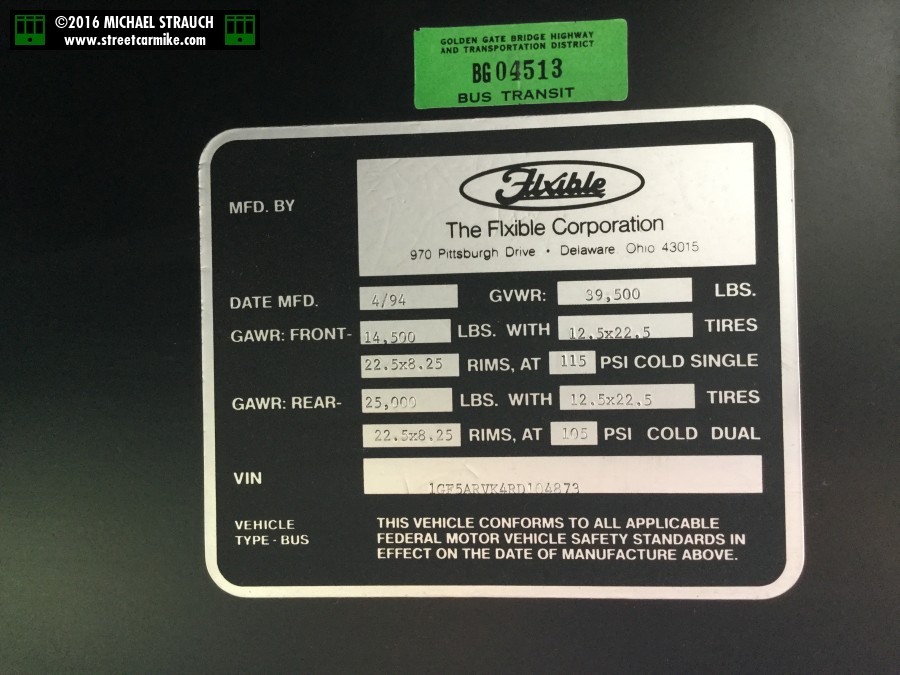 ©2016 MICHAEL STRAUCH
www.streetcarmike.com
GOLDEN GATE BRIDGE HIGHWAY
AND TRANSPORTATION DISTRICT
BG 04513
BUS TRANSIT
MFD. BY
Flxible
The Flxible Corporation
970 Pittsburgh Drive • Delaware Ohio 43015
DATE MFD. 4/94 GVWR: 39,500 LBS.
GAWR: FRONT- 14,500 LBS. WITH 12.5x22.5 TIRES
22.5x8.25 RIMS, AT 115 PSI COLD SINGLE
GAWR: REAR- 25,000 LBS. WITH 12.5x22.5 TIRES
22.5x8.25 RIMS, AT 105 PSI COLD DUAL
VIN 1GF5ARVK4RD104873
VEHICLE
TYPE - BUS
THIS VEHICLE CONFORMS TO ALL APPLICABLE
FEDERAL MOTOR VEHICLE SAFETY STANDARDS IN
EFFECT ON THE DATE OF MANUFACTURE ABOVE.